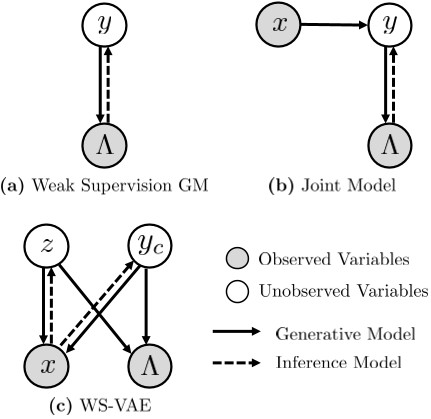 x
y
y
Λ
Λ
(a) Weak Supervision GM
(b) Joint Model
z
y_c
x
Λ
(c) WS-VAE
Observed Variables
Unobserved Variables
Generative Model
Inference Model